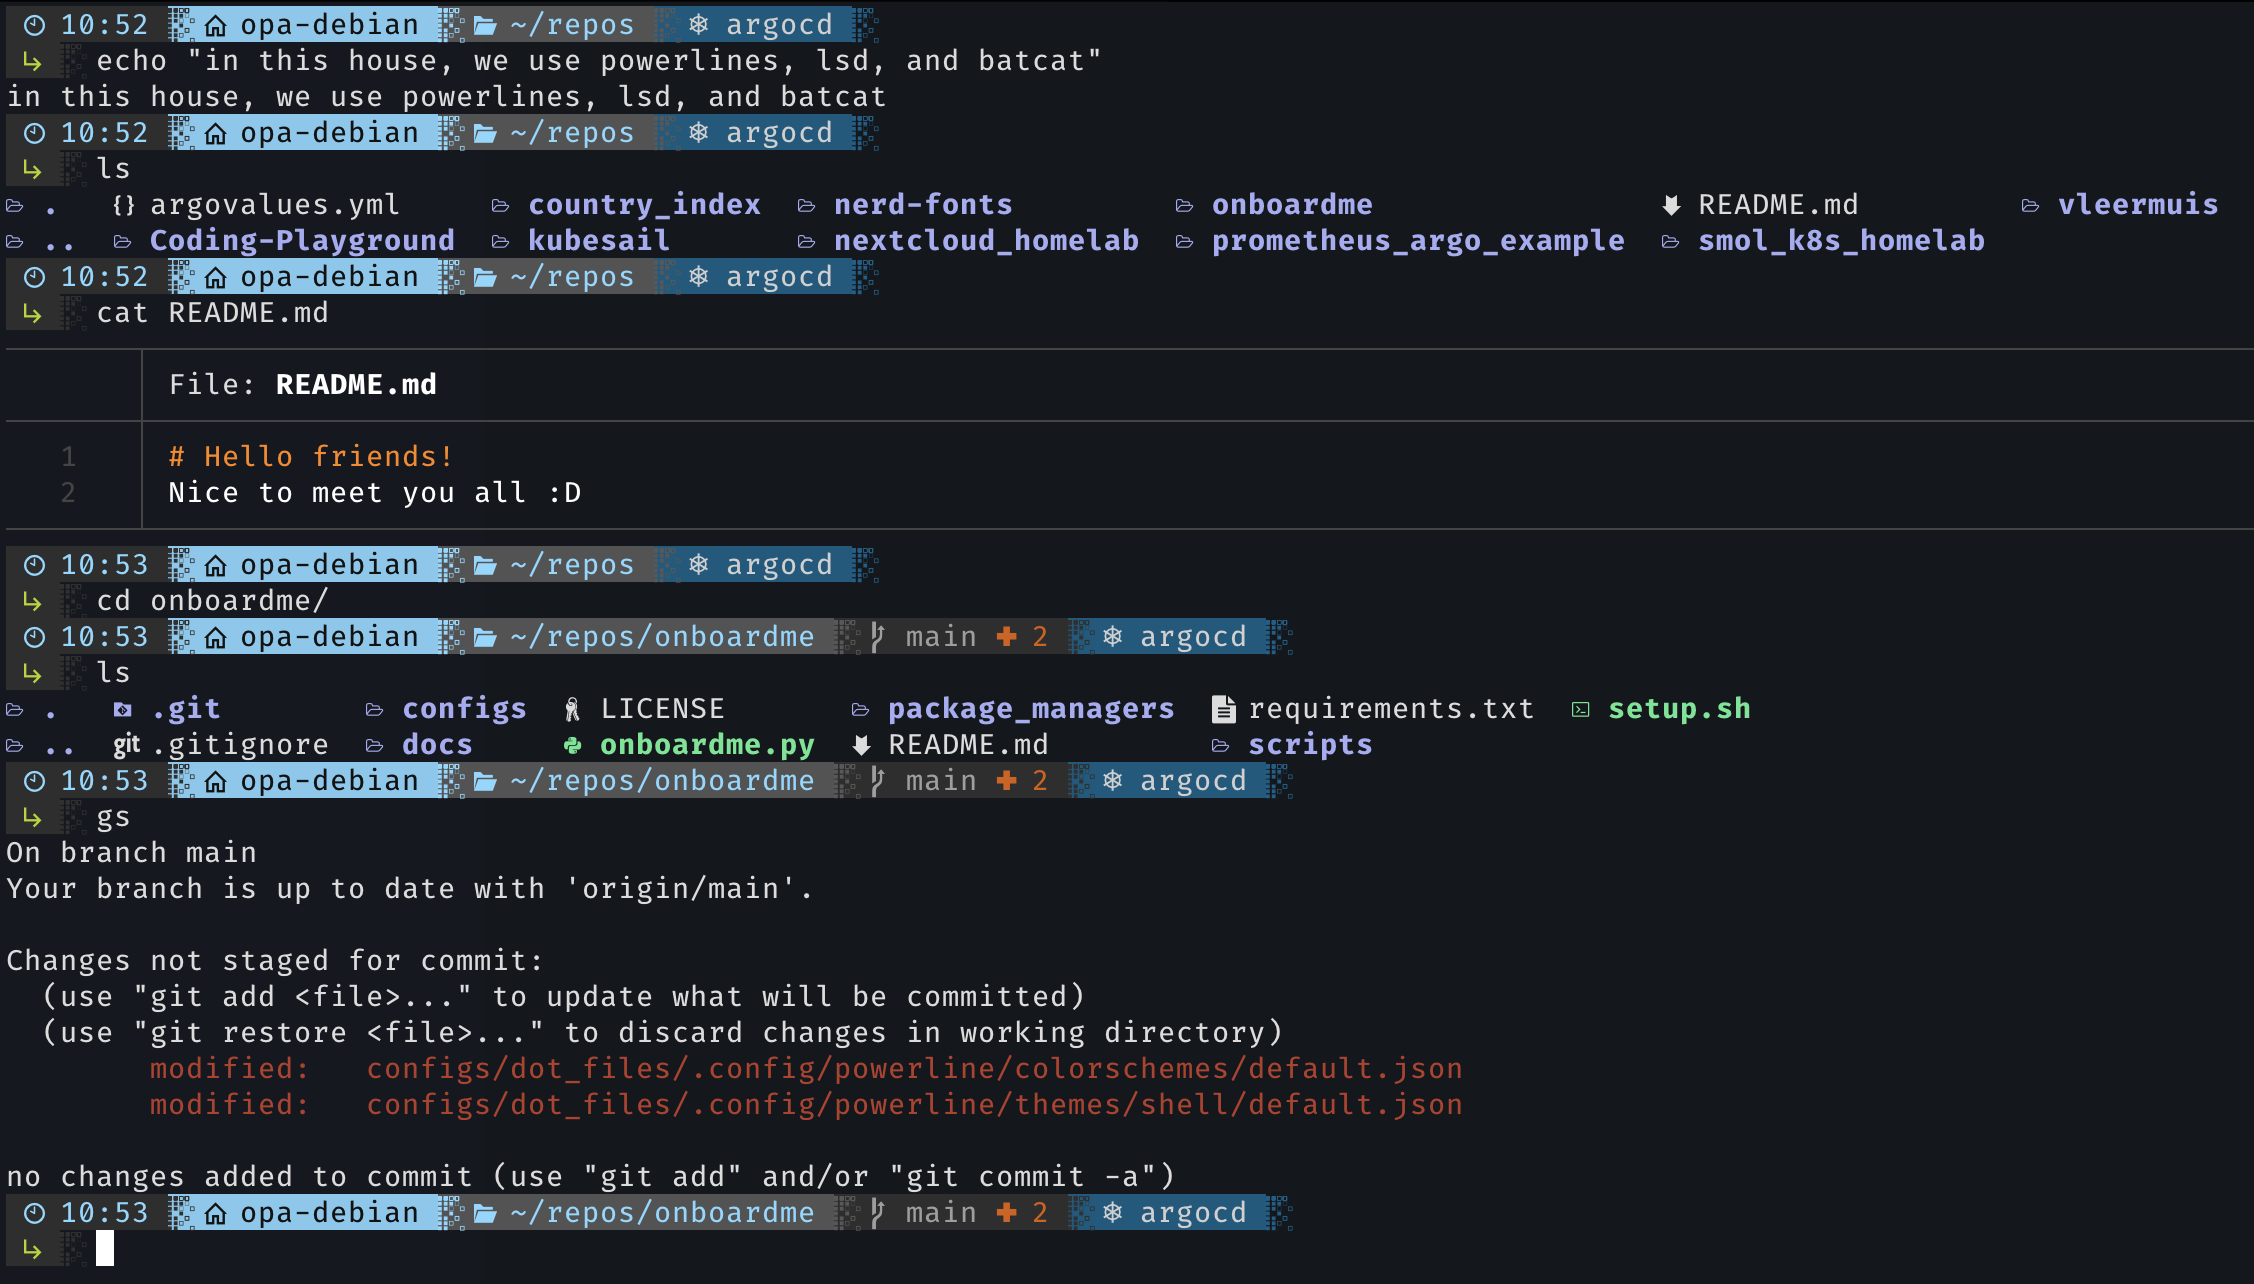 10:52 opa-debian ~/repos argocd
echo "in this house, we use powerlines, lsd, and batcat"
in this house, we use powerlines, lsd, and batcat
10:52 opa-debian ~/repos argocd
ls
. {} argovalues.yml country_index nerd-fonts onboardme README.md vleermuis
.. Coding-Playground kubesail nextcloud_homelab prometheus_argo_example smol_k8s_homelab
10:52 opa-debian ~/repos argocd
cat README.md
File: README.md
1 # Hello friends!
2 Nice to meet you all :D
10:53 opa-debian ~/repos argocd
cd onboardme/
10:53 opa-debian ~/repos/onboardme main ✚ 2 argocd
ls
. .git configs LICENSE package_managers requirements.txt setup.sh
.. git .gitignore docs onboardme.py README.md scripts
10:53 opa-debian ~/repos/onboardme main ✚ 2 argocd
gs
On branch main
Your branch is up to date with 'origin/main'.
Changes not staged for commit:
(use "git add <file>..." to update what will be committed)
(use "git restore <file>..." to discard changes in working directory)
modified: configs/dot_files/.config/powerline/colorschemes/default.json
modified: configs/dot_files/.config/powerline/themes/shell/default.json
no changes added to commit (use "git add" and/or "git commit -a")
10:53 opa-debian ~/repos/onboardme main ✚ 2 argocd